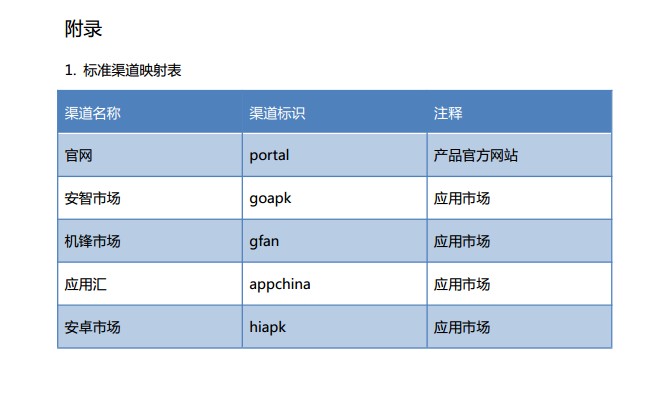 附录
1. 标准渠道映射表
渠道名称 渠道标识 注释
官网 portal 产品官方网站
安智市场 goapk 应用市场
机锋市场 gfan 应用市场
应用汇 appchina 应用市场
安卓市场 hiapk 应用市场